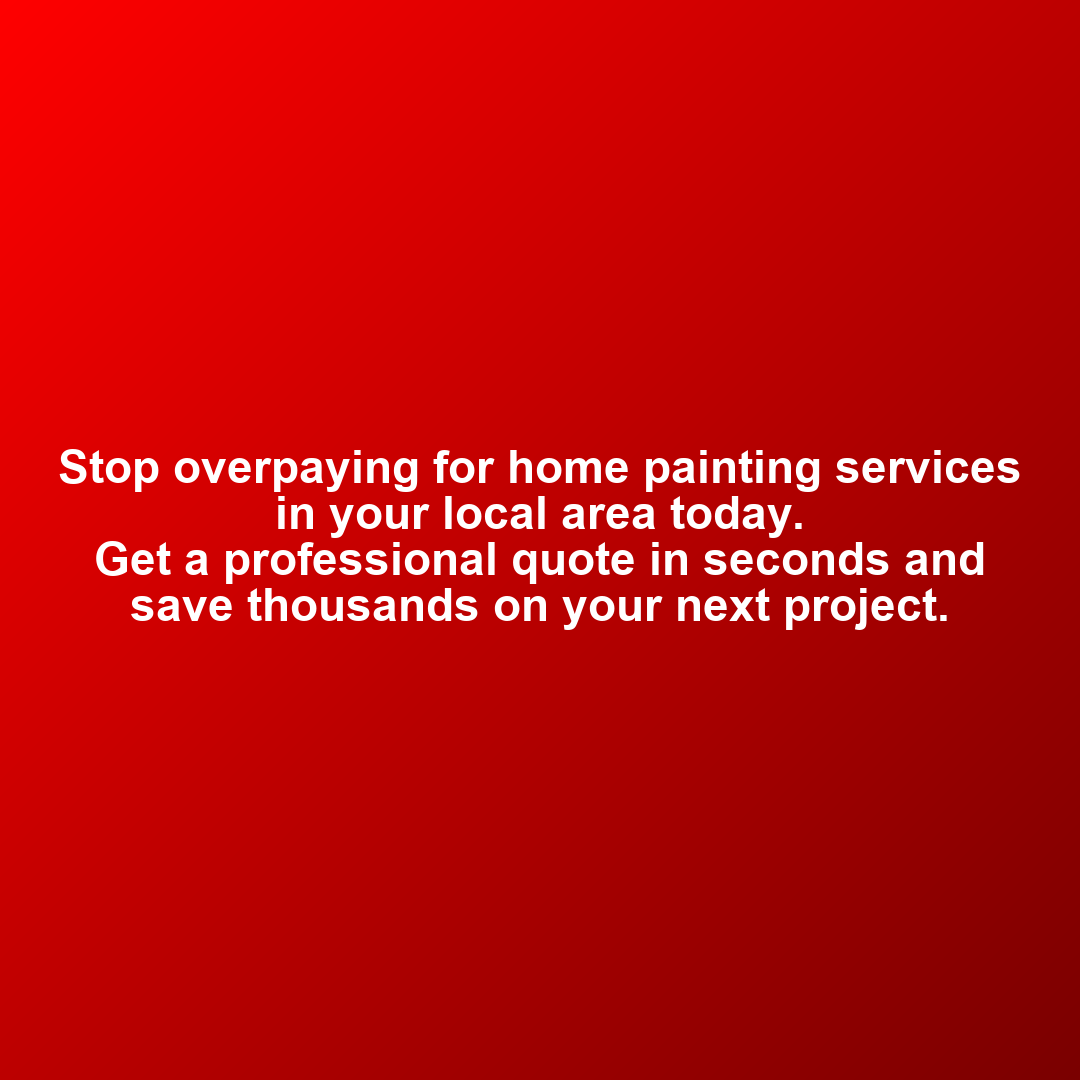 Stop overpaying for home painting services
in your local area today.
Get a professional quote in seconds and
save thousands on your next project.